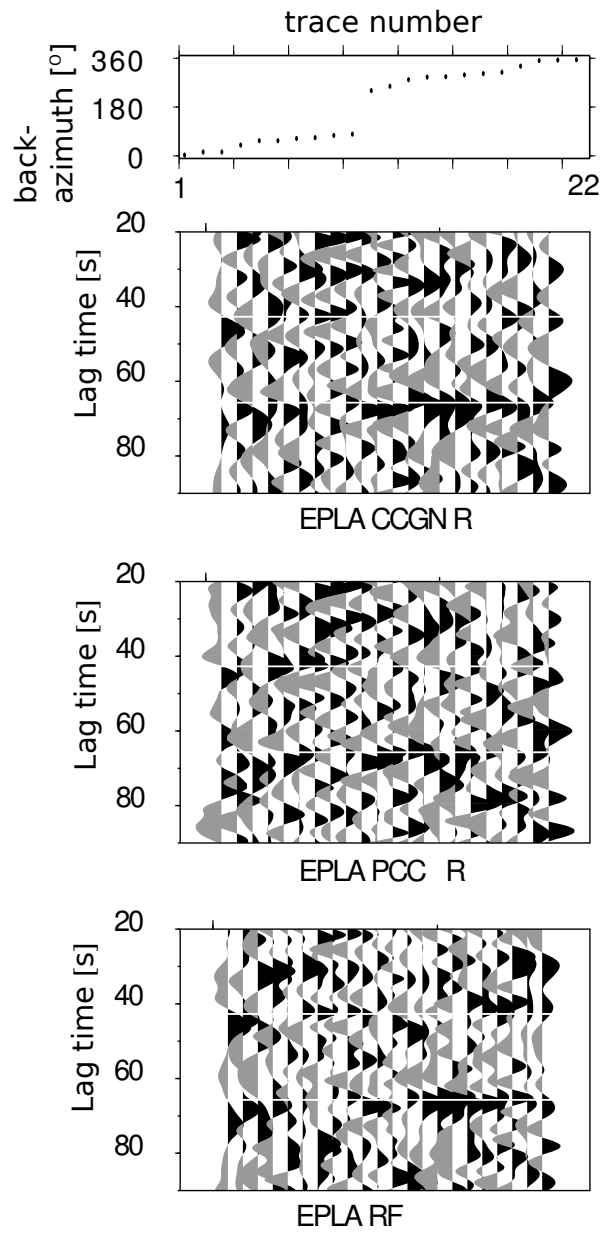 trace number
back-
azimuth [º]
360
180
0
1 22
Lag time [s]
20
40
60
80
EPLA CCGN R
Lag time [s]
20
40
60
80
EPLA PCC R
Lag time [s]
20
40
60
80
EPLA RF